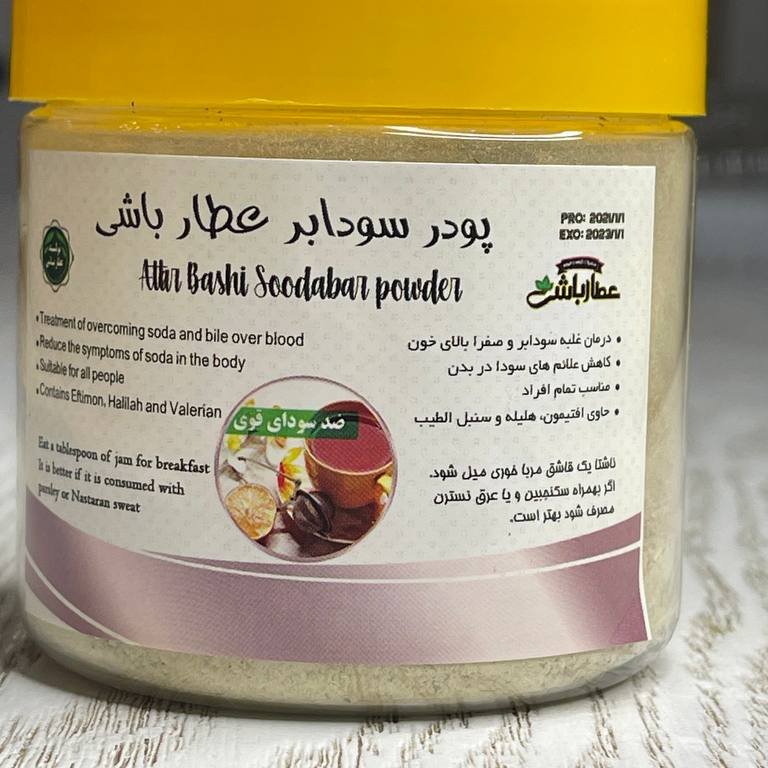 پودر سودابر عطار باشی
Attar Bashi Soodabar powder
PRO: 2021/1/1
EXO: 2023/1/1
عطارباشی
• Treatment of overcoming soda and bile over blood
• Reduce the symptoms of soda in the body
• Suitable for all people
• Contains Eftimon, Halilah and Valerian
Eat a tablespoon of jam for breakfast
It is better if it is consumed with
parsley or Nastaran sweat
ضد سودای قوی
• درمان غلبه سودابر و صفرا بالای خون
• کاهش علائم های سودا در بدن
• مناسب تمام افراد
• حاوی افتیمون، هلیله و سنبل الطیب
ناشتا یک قاشق مربا خوری میل شود.
اگر بهمراه سکنجبین و یا عرق نسترن
مصرف شود بهتر است.